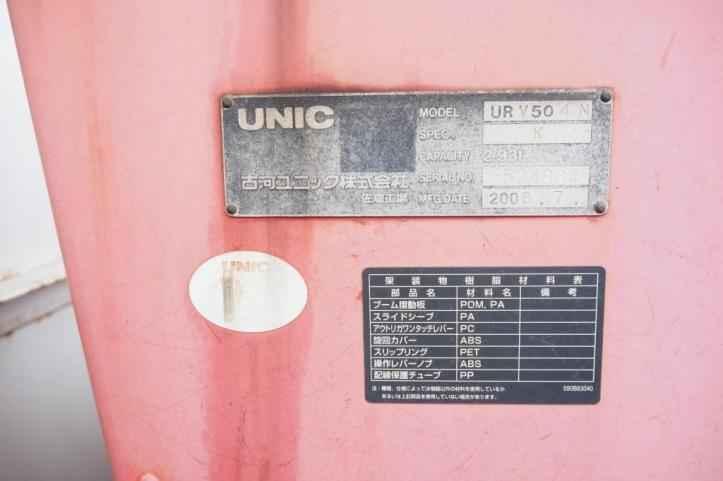 UNIC
MODEL URV504N
SPEC. K
CAPACITY 2.93t
古河ユニック株式会社 SERIAL NO.
佐倉工場 MFG.DATE 2008.7.
UNIC
架装物樹脂材料表
部品名 材料名 備考
ブーム摺動板 POM, PA
スライドシーブ PA
アウトリガワンタッチレバー PC
旋回カバー ABS
スリップリング PET
操作レバーノブ ABS
配線保護チューブ PP